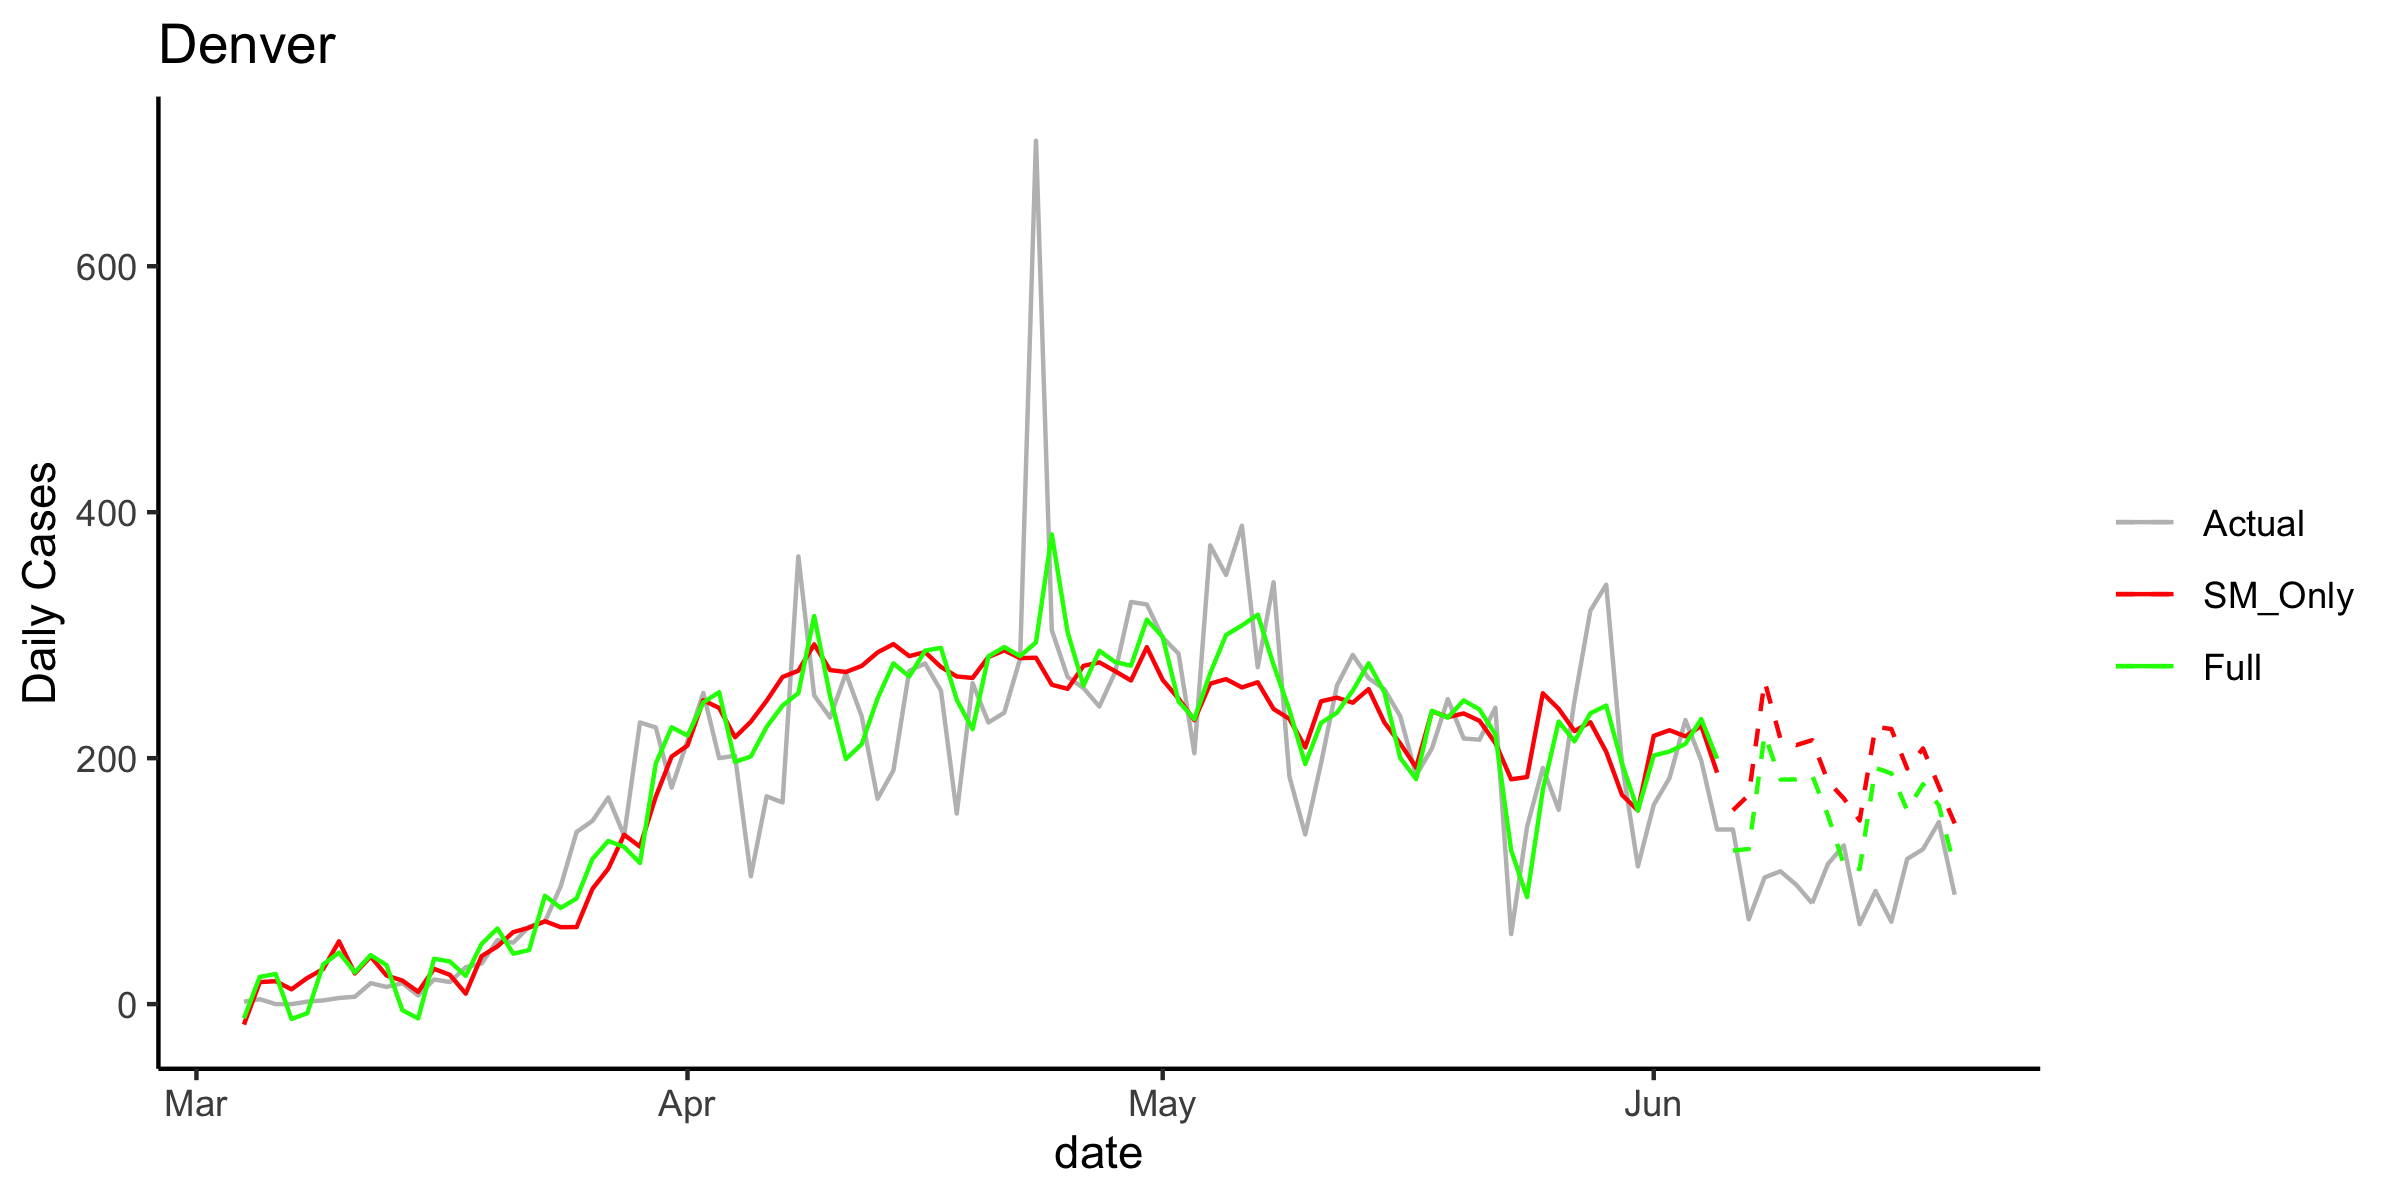 Denver
Daily Cases
600
400
200
0
Mar
Apr
May
Jun
date
Actual
SM_Only
Full